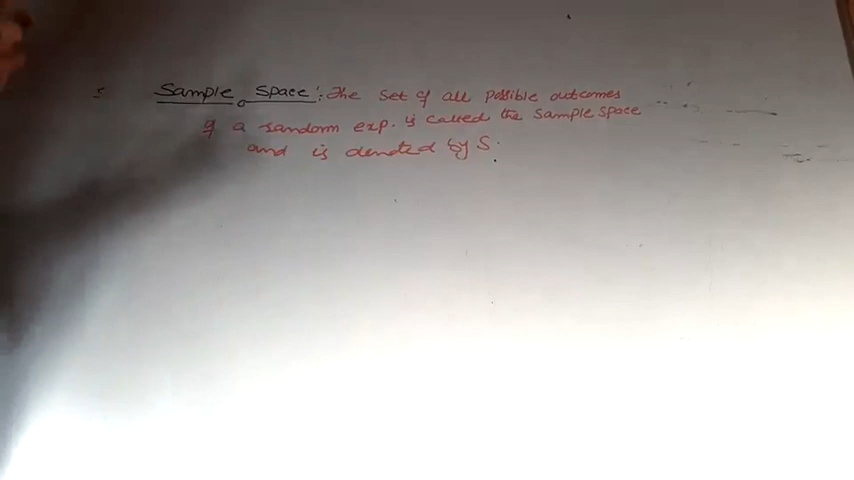 Sample Space: The set of all possible outcomes
of a random exp. is called the sample space
and is denoted by S.